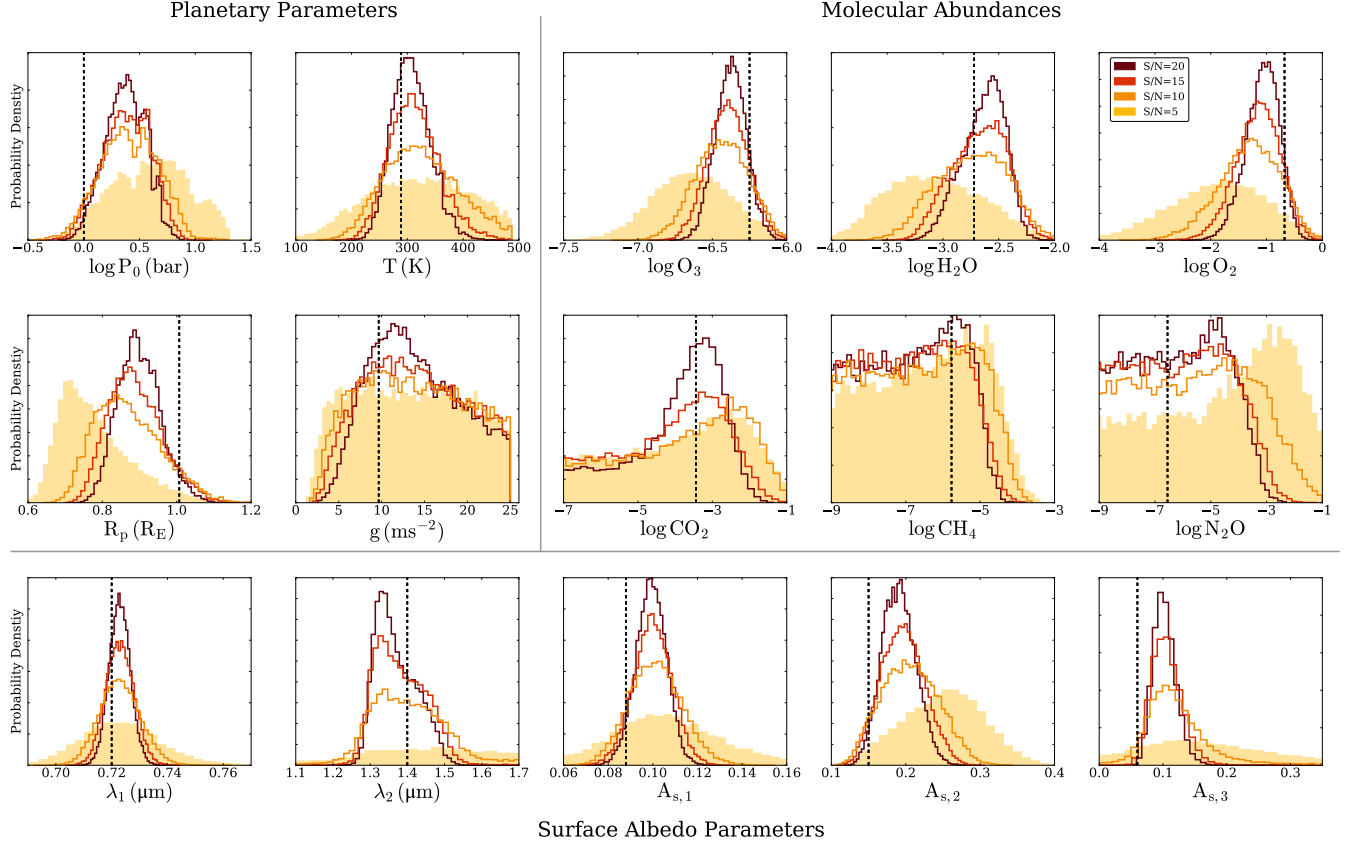 Planetary Parameters
Molecular Abundances
Probability Denstiy
−0.5 0.0 0.5 1.0 1.5
log P₀ (bar)
100 200 300 400 500
T (K)
−7.5 −7.0 −6.5 −6.0
log O₃
−4.0 −3.5 −3.0 −2.5 −2.0
log H₂O
S/N=20
S/N=15
S/N=10
S/N=5
−4 −3 −2 −1 0
log O₂
Probability Denstiy
0.6 0.8 1.0 1.2
Rₚ (R_E)
0 5 10 15 20 25
g (ms⁻²)
−7 −5 −3 −1
log CO₂
−9 −7 −5 −3
log CH₄
−9 −7 −5 −3 −1
log N₂O
Probability Denstiy
0.70 0.72 0.74 0.76
λ₁ (μm)
1.1 1.2 1.3 1.4 1.5 1.6 1.7
λ₂ (μm)
0.06 0.08 0.10 0.12 0.14 0.16
A_s,1
0.1 0.2 0.3 0.4
A_s,2
0.0 0.1 0.2 0.3
A_s,3
Surface Albedo Parameters